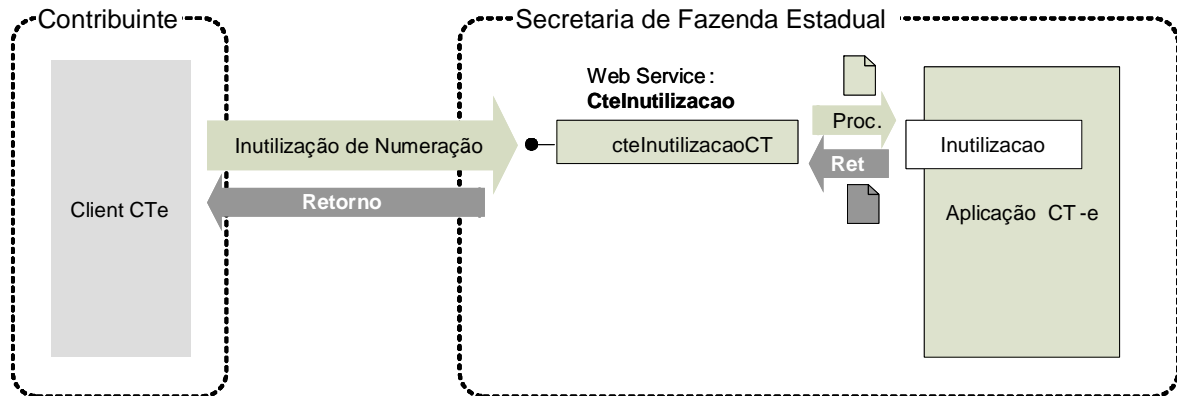 Contribuinte
Secretaria de Fazenda Estadual
Web Service :
CteInutilizacao
Proc.
Inutilização de Numeração
cteInutilizacaoCT
Inutilizacao
Ret
Retorno
Client CTe
Aplicação CT -e